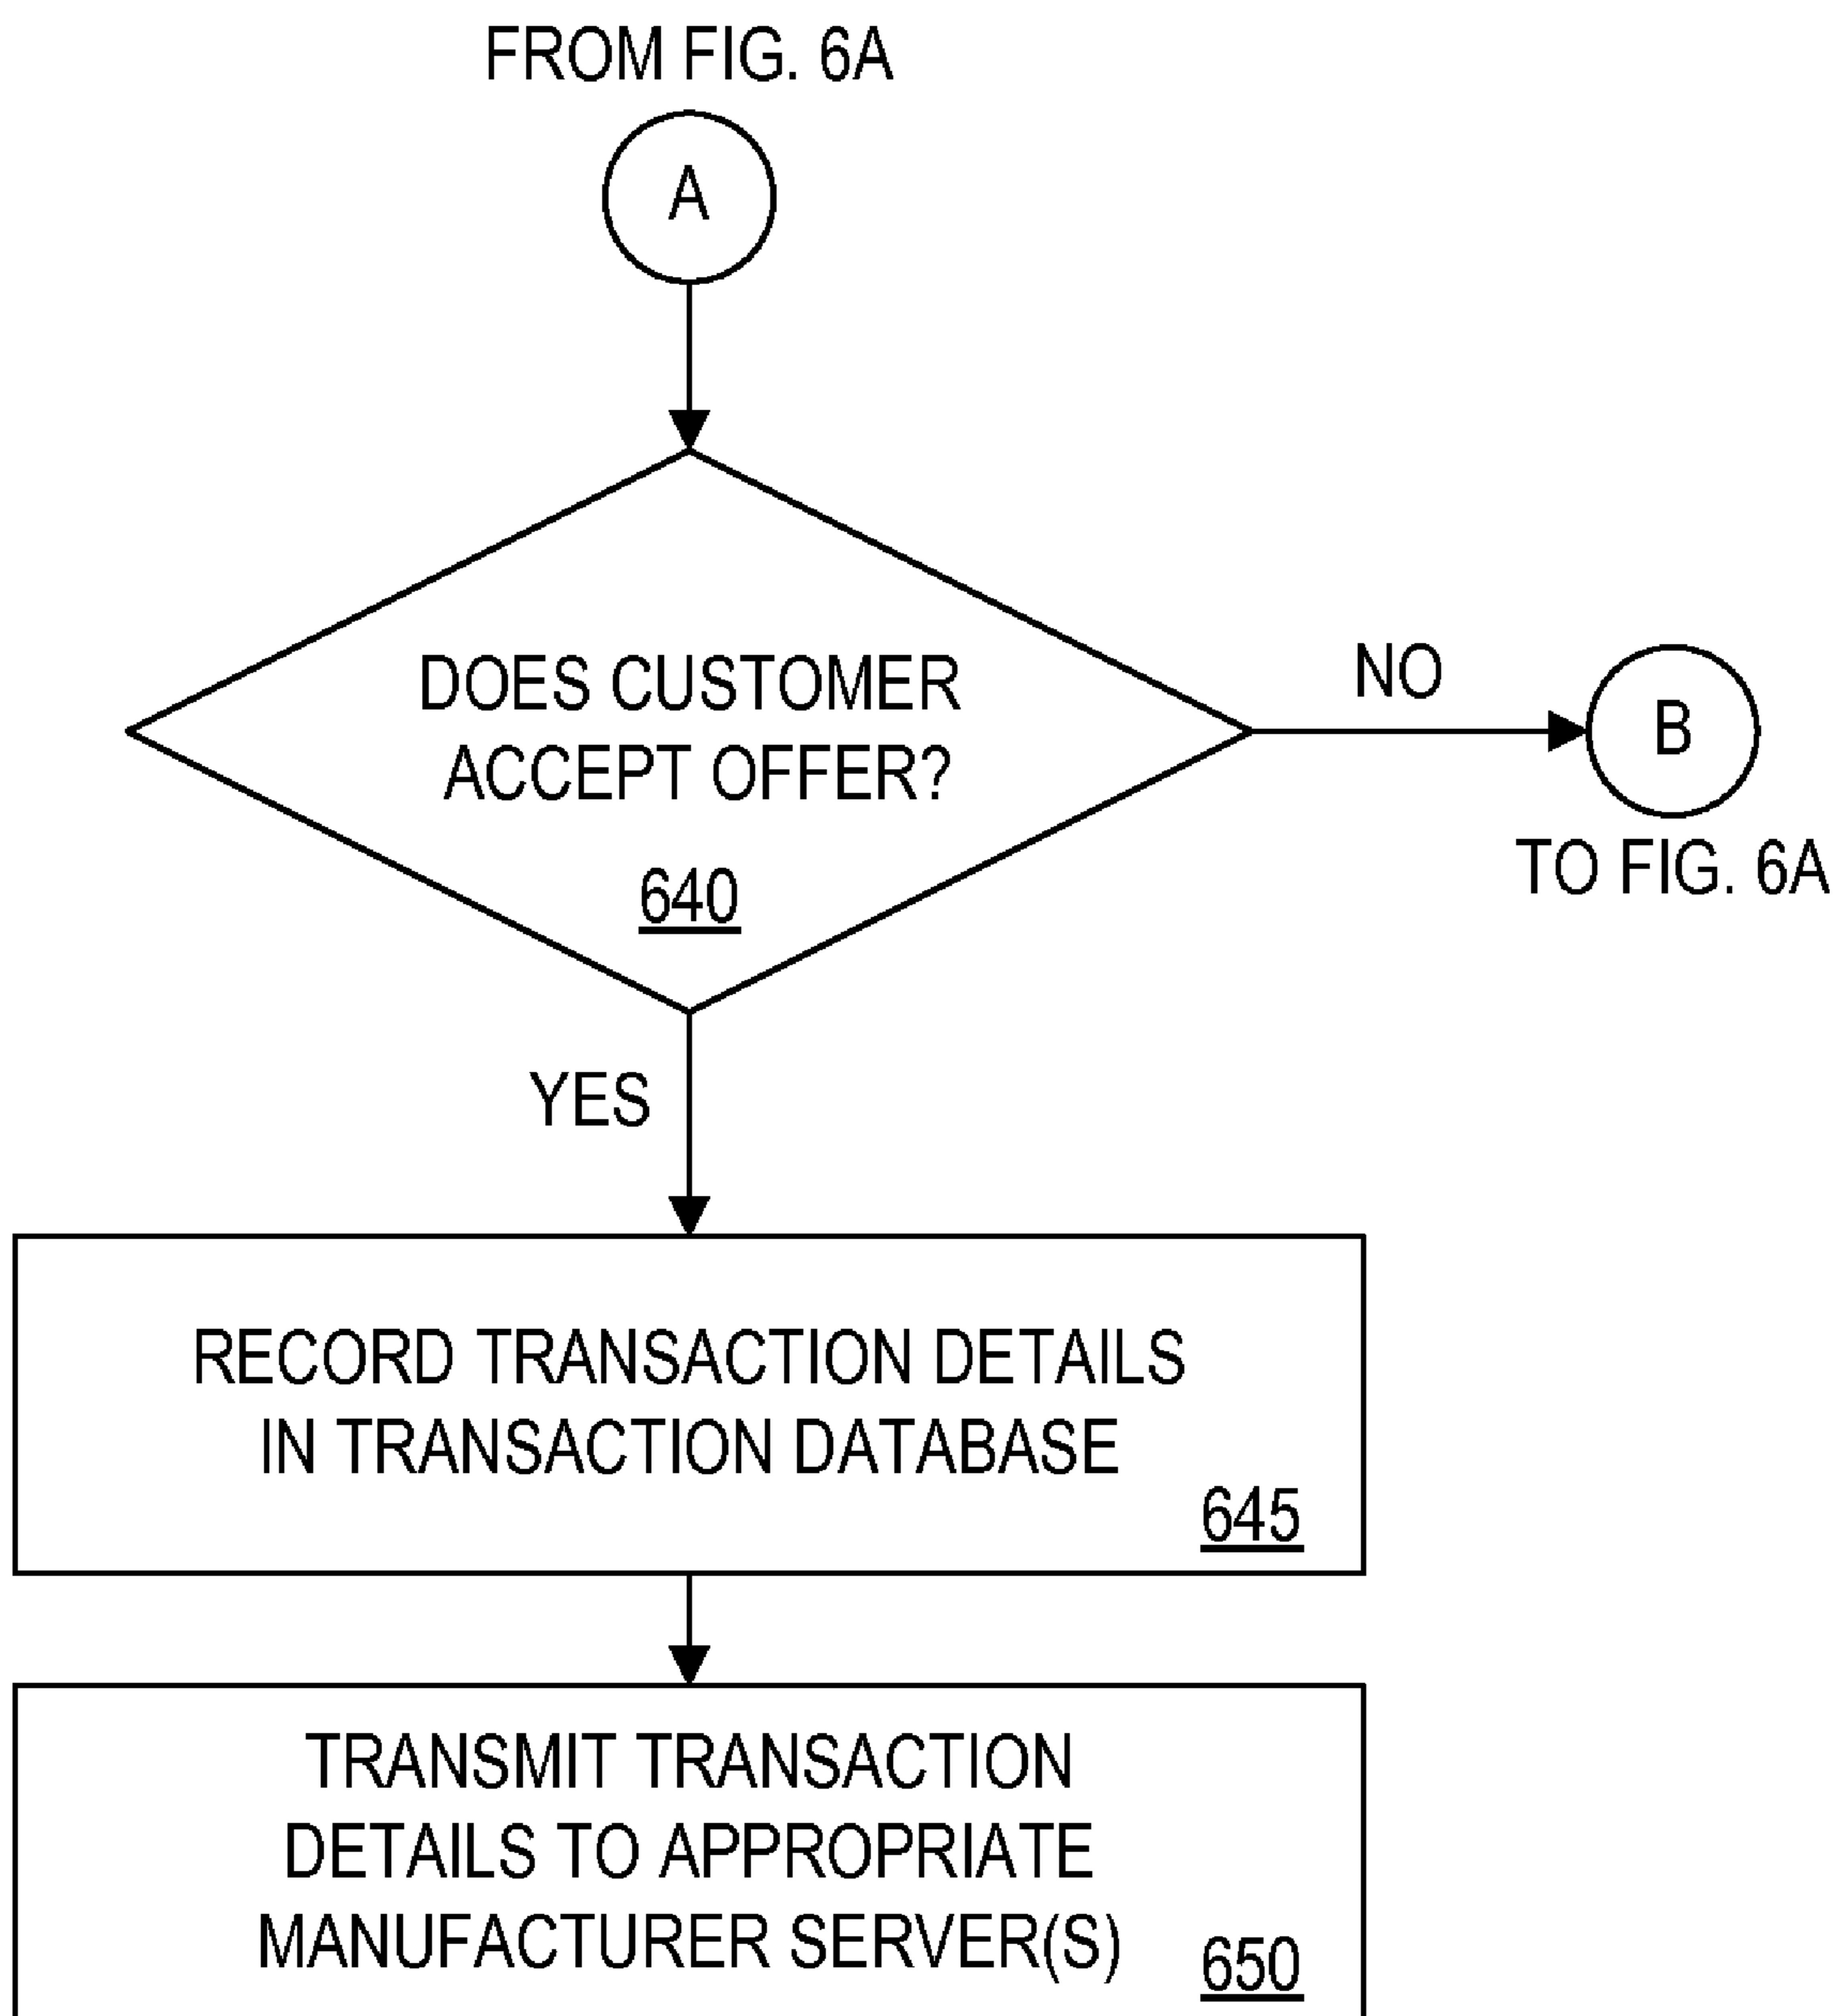 FROM FIG. 6A
A
DOES CUSTOMER
ACCEPT OFFER?
640
NO
B
TO FIG. 6A
YES
RECORD TRANSACTION DETAILS
IN TRANSACTION DATABASE
645
TRANSMIT TRANSACTION
DETAILS TO APPROPRIATE
MANUFACTURER SERVER(S)
650